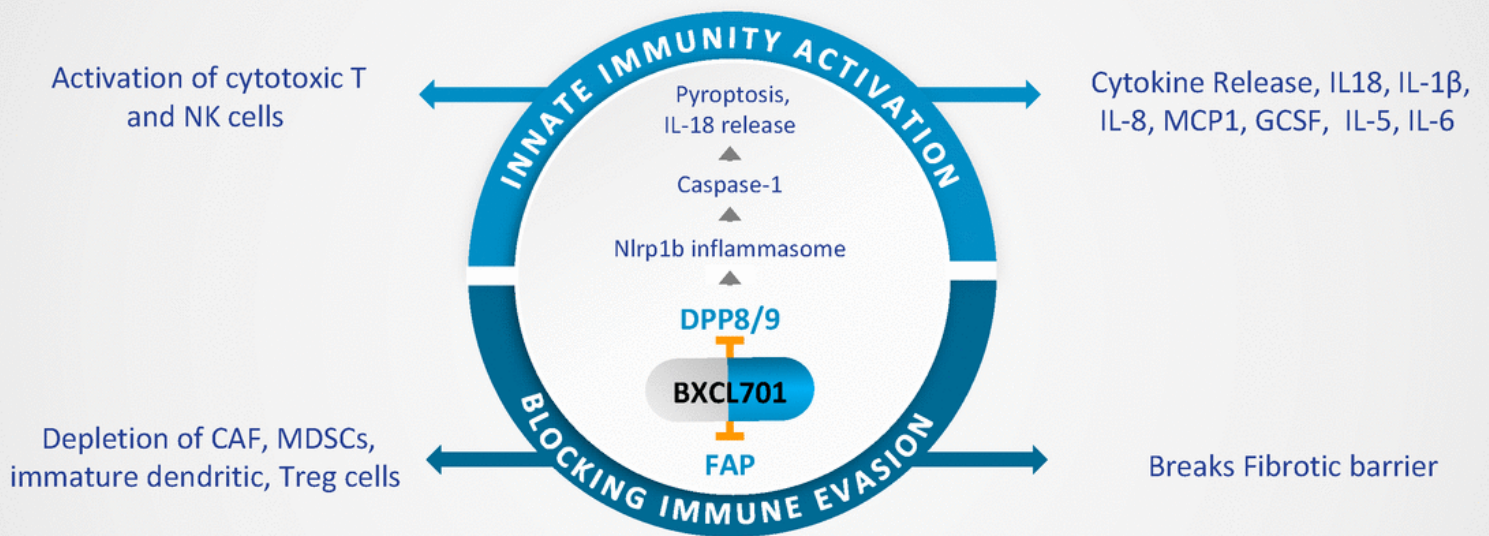 INNATE IMMUNITY ACTIVATION
Activation of cytotoxic T
and NK cells
Cytokine Release, IL18, IL-1β,
IL-8, MCP1, GCSF, IL-5, IL-6
Pyroptosis,
IL-18 release
Caspase-1
Nlrp1b inflammasome
DPP8/9
BXCL701
FAP
Depletion of CAF, MDSCs,
immature dendritic, Treg cells
Breaks Fibrotic barrier
BLOCKING IMMUNE EVASION